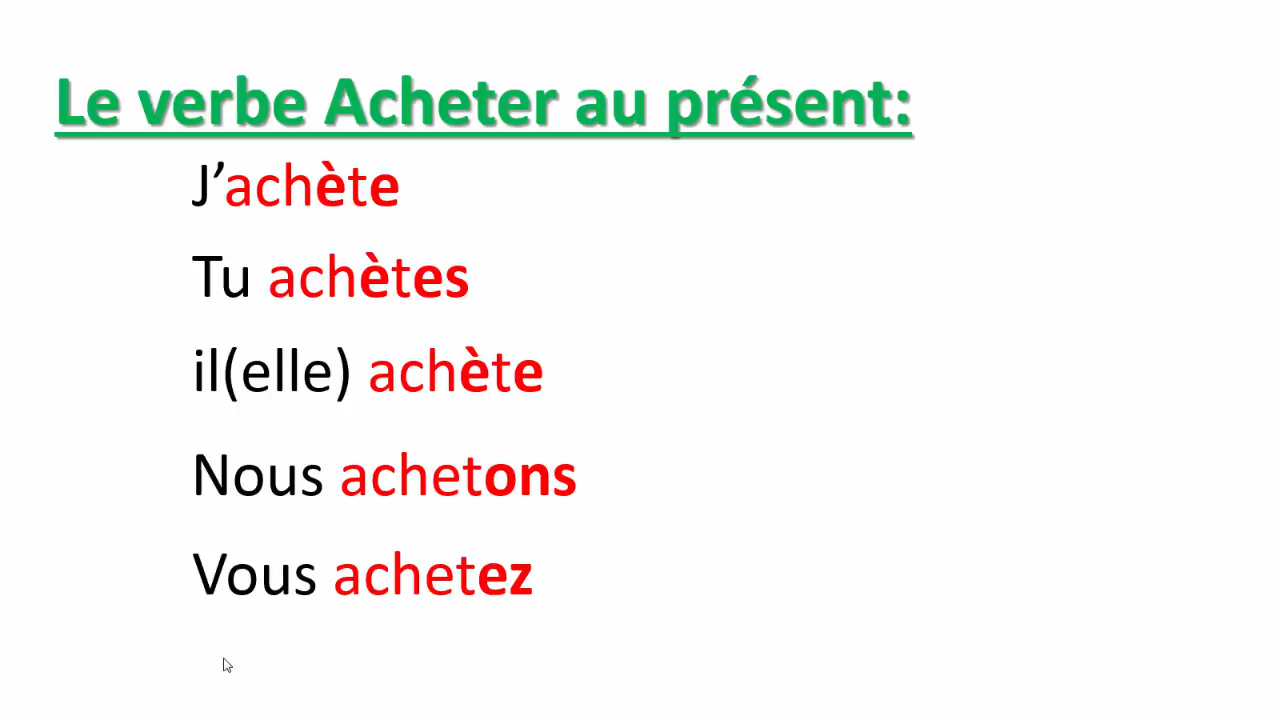 Le verbe Acheter au présent:
J’achète
Tu achètes
il(elle) achète
Nous achetons
Vous achetez